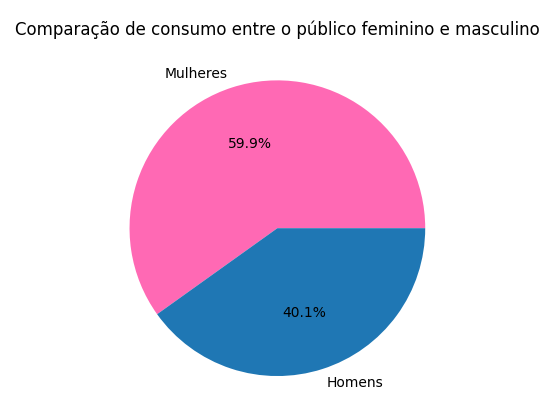 Comparação de consumo entre o público feminino e masculino
Mulheres
59.9%
40.1%
Homens